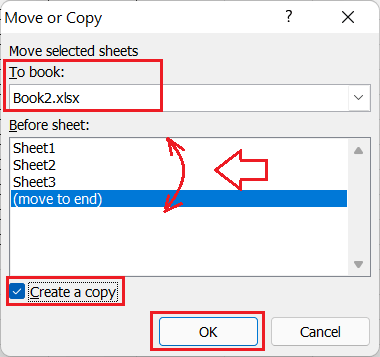 Move or Copy ? ×
Move selected sheets
To book:
Book2.xlsx
Before sheet:
Sheet1
Sheet2
Sheet3
(move to end)
Create a copy
OK Cancel